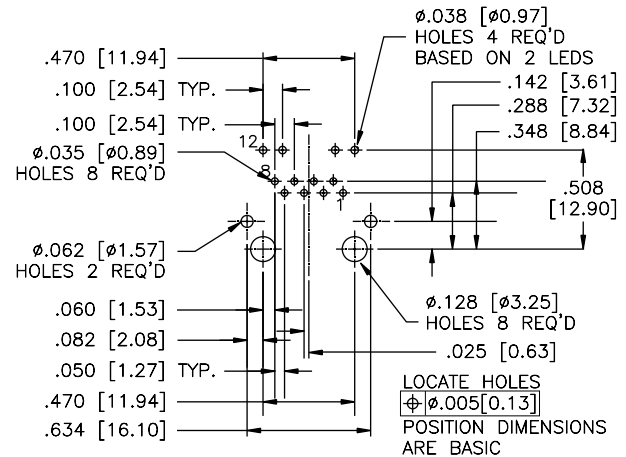 ø.038 [ø0.97]
HOLES 4 REQ'D
BASED ON 2 LEDS
.470 [11.94]
.142 [3.61]
.100 [2.54] TYP.
.288 [7.32]
.100 [2.54] TYP.
.348 [8.84]
12
ø.035 [ø0.89]
HOLES 8 REQ'D
8
.508
[12.90]
1
ø.062 [ø1.57]
HOLES 2 REQ'D
ø.128 [ø3.25]
HOLES 8 REQ'D
.060 [1.53]
.082 [2.08]
.025 [0.63]
.050 [1.27] TYP.
LOCATE HOLES
.470 [11.94]
⌖ ø.005[0.13]
.634 [16.10]
POSITION DIMENSIONS
ARE BASIC